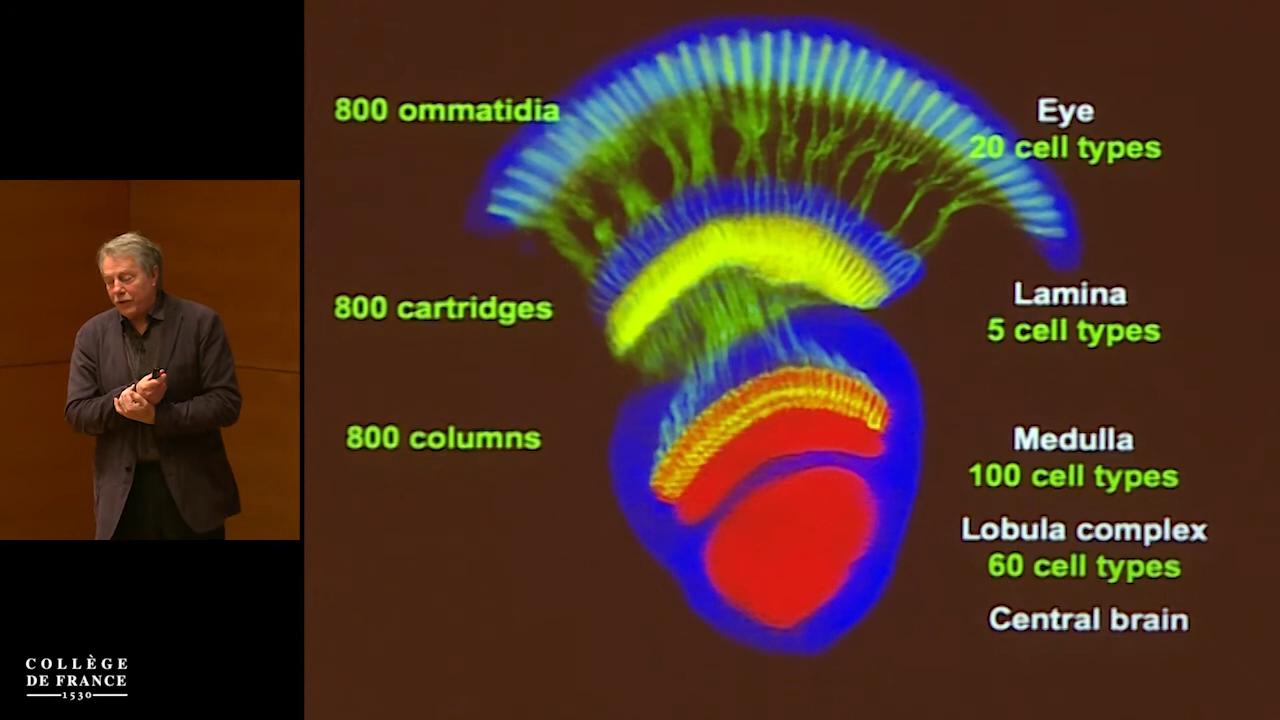 800 ommatidia
Eye
20 cell types
800 cartridges
Lamina
5 cell types
800 columns
Medulla
100 cell types
Lobula complex
60 cell types
Central brain
COLLÈGE
DE FRANCE
1530